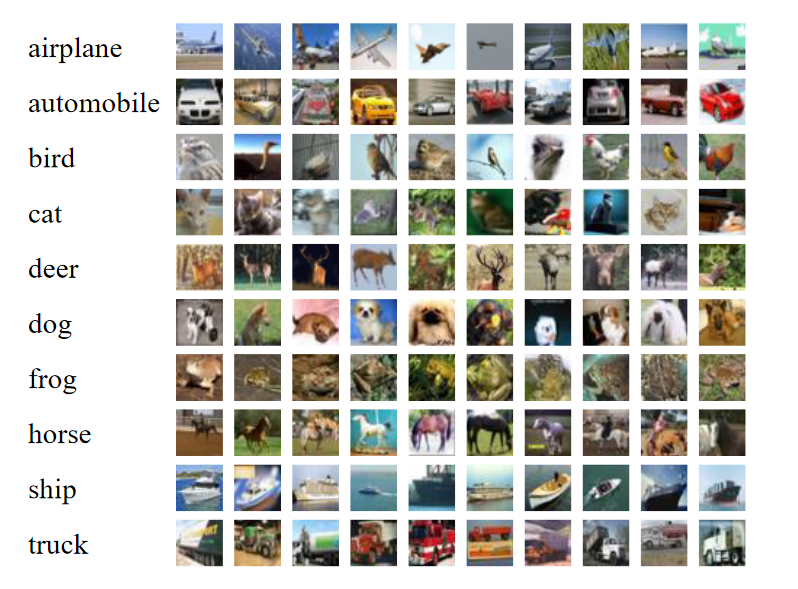 airplane
automobile
bird
cat
deer
dog
frog
horse
ship
truck